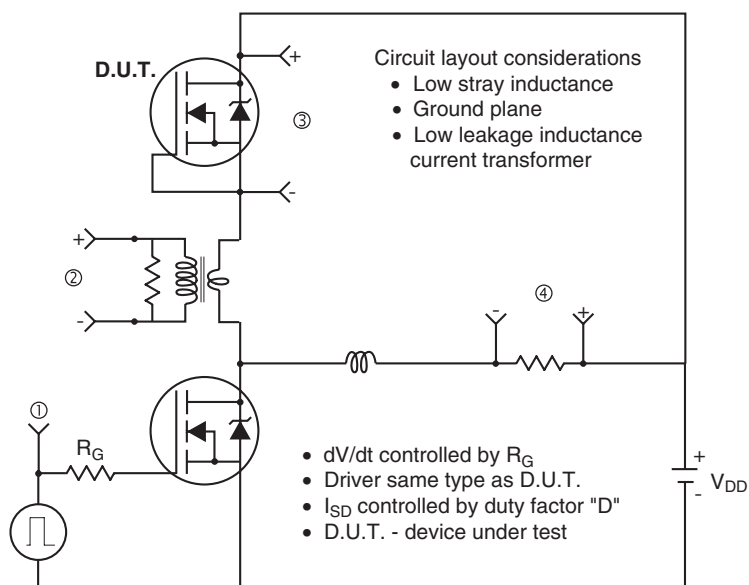 D.U.T.
+
③
-
Circuit layout considerations
• Low stray inductance
• Ground plane
• Low leakage inductance
current transformer
+
②
-
-
④
+
①
R_G
• dV/dt controlled by R_G
• Driver same type as D.U.T.
• I_SD controlled by duty factor "D"
• D.U.T. - device under test
+
V_DD
-